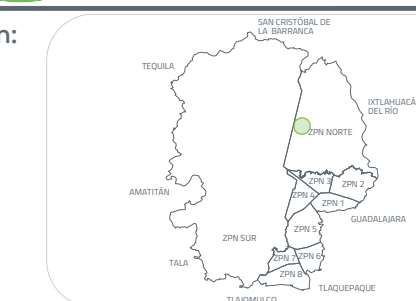 n:
SAN CRISTÓBAL DE
LA BARRANCA
TEQUILA
IXTLAHUACÁ
DEL RÍO
ZPN NORTE
ZPN 3
ZPN 2
AMATITÁN
ZPN 4
ZPN 1
GUADALAJARA
ZPN 5
ZPN SUR
ZPN 7
ZPN 6
TALA
ZPN 8
TLAQUEPAQUE
TLAJOMULCO